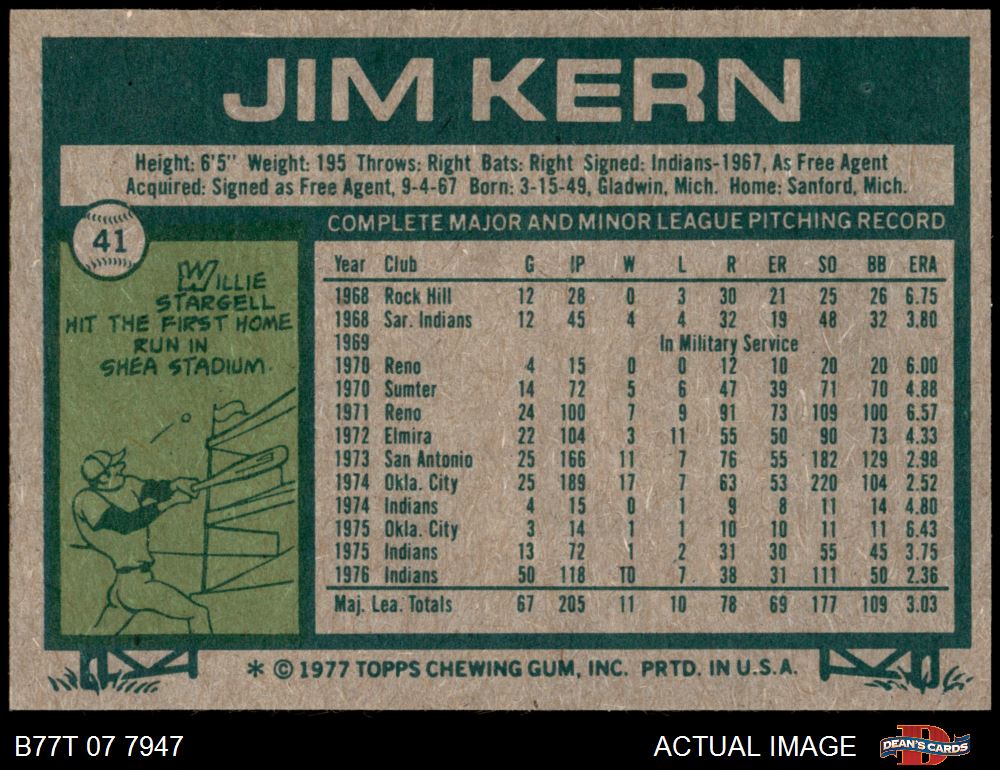 JIM KERN
Height: 6'5" Weight: 195 Throws: Right Bats: Right Signed: Indians-1967, As Free Agent
Acquired: Signed as Free Agent, 9-4-67 Born: 3-15-49, Gladwin, Mich. Home: Sanford, Mich.
41
WILLIE
STARGELL
HIT THE FIRST HOME
RUN IN
SHEA STADIUM.
COMPLETE MAJOR AND MINOR LEAGUE PITCHING RECORD
Year Club G IP W L R ER SO BB ERA
1968 Rock Hill 12 28 0 3 30 21 25 26 6.75
1968 Sar. Indians 12 45 4 4 32 19 48 32 3.80
1969 In Military Service
1970 Reno 4 15 0 0 12 10 20 20 6.00
1970 Sumter 14 72 5 6 47 39 71 70 4.88
1971 Reno 24 100 7 9 91 73 109 100 6.57
1972 Elmira 22 104 3 11 55 50 90 73 4.33
1973 San Antonio 25 166 11 7 76 55 182 129 2.98
1974 Okla. City 25 189 17 7 63 53 220 104 2.52
1974 Indians 4 15 0 1 9 8 11 14 4.80
1975 Okla. City 3 14 1 1 10 10 11 11 6.43
1975 Indians 13 72 1 2 31 30 55 45 3.75
1976 Indians 50 118 10 7 38 31 111 50 2.36
Maj. Lea. Totals 67 205 11 10 78 69 177 109 3.03
* © 1977 TOPPS CHEWING GUM, INC. PRTD. IN U.S.A.
B77T 07 7947
ACTUAL IMAGE
D
DEAN'S CARDS